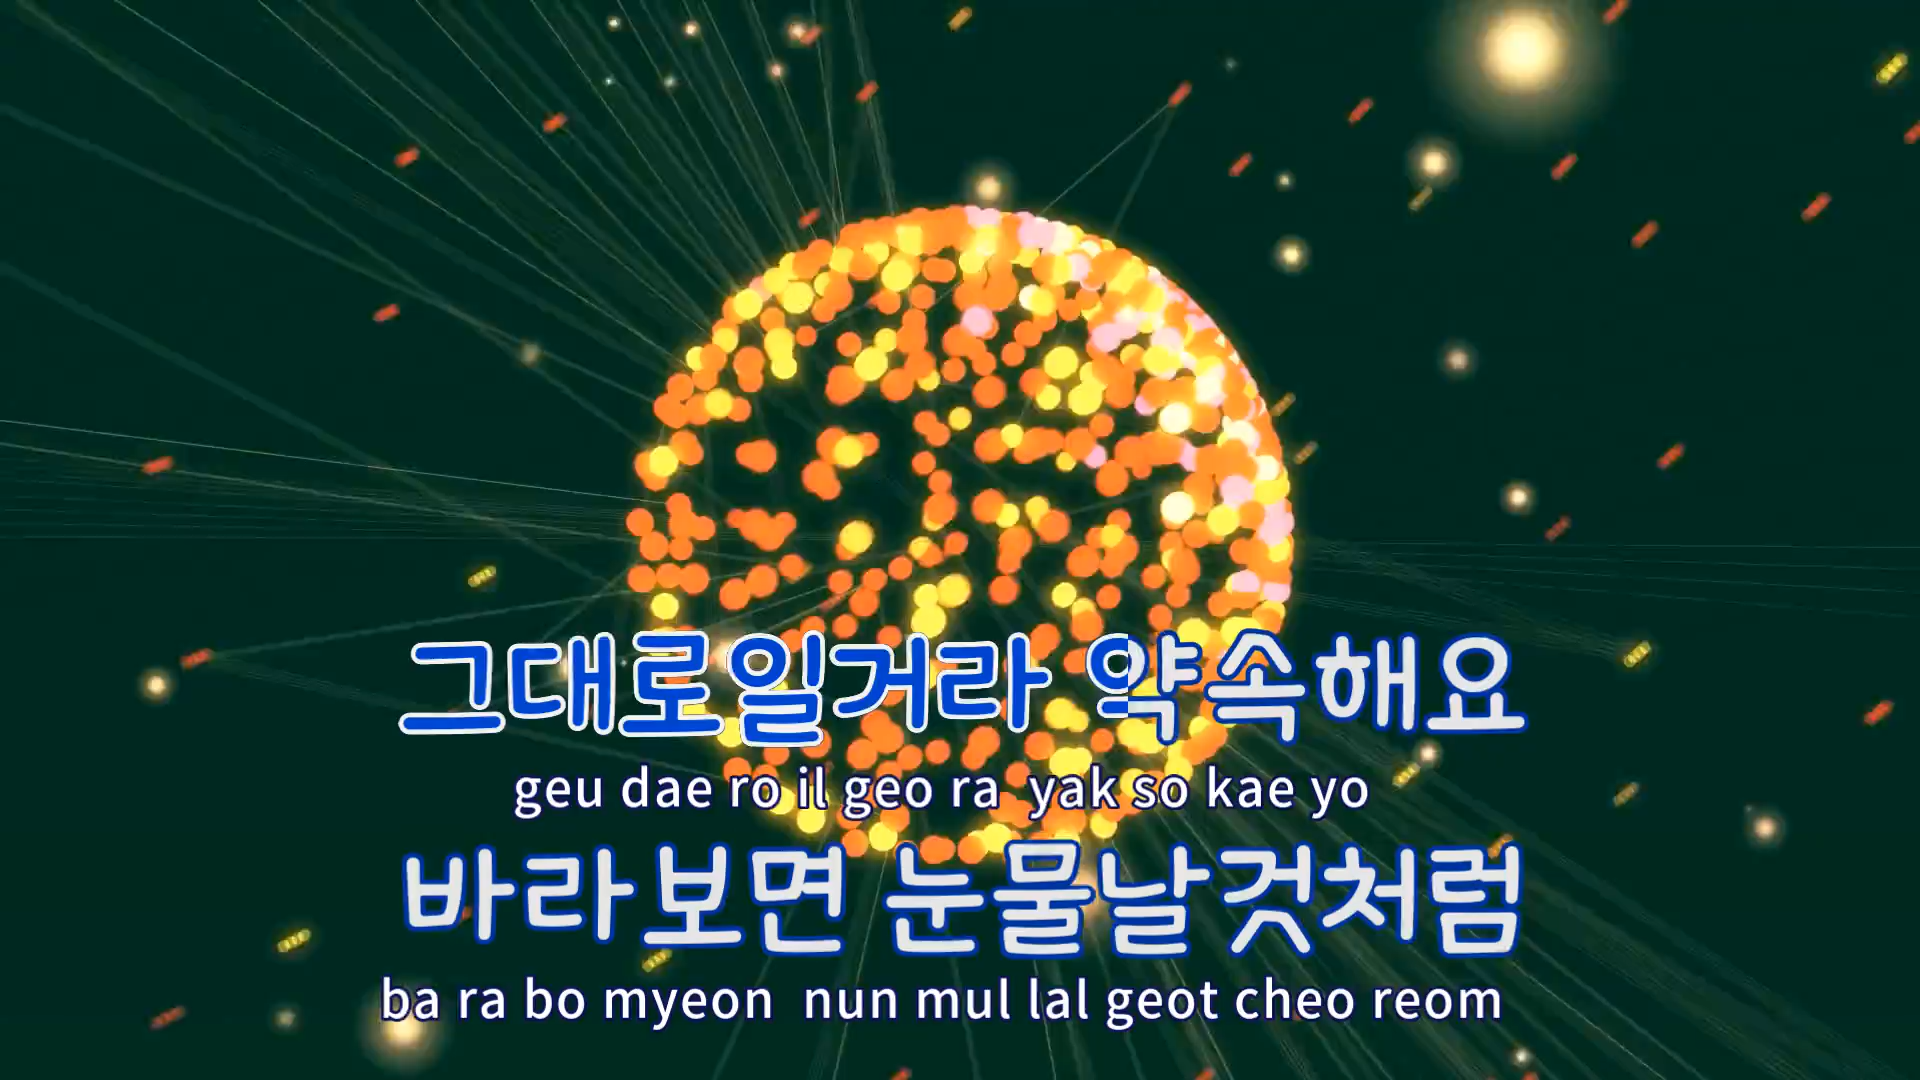 그대로일거라 약속해요
geu dae ro il geo ra yak so kae yo
바라보면 눈물날것처럼
ba ra bo myeon nun mul lal geot cheo reom